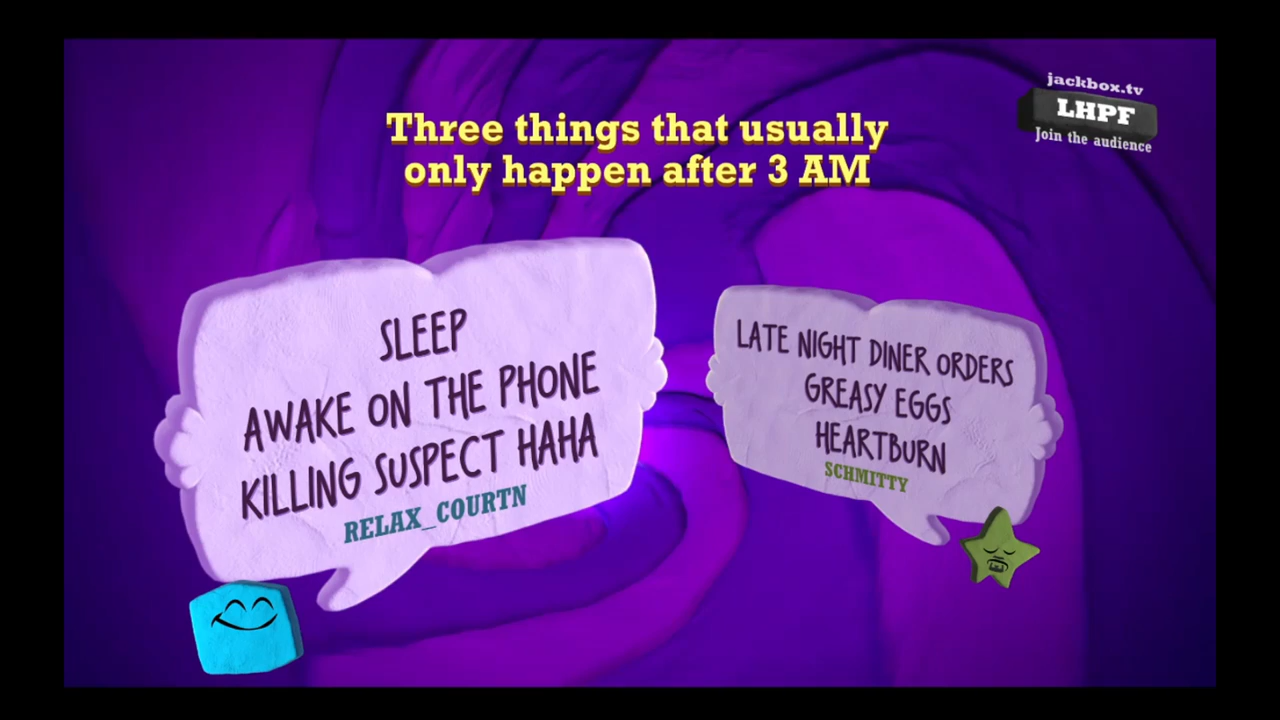 jackbox.tv
LHPF
Join the audience
Three things that usually
only happen after 3 AM
SLEEP
AWAKE ON THE PHONE
KILLING SUSPECT HAHA
RELAX_COURTN
LATE NIGHT DINER ORDERS
GREASY EGGS
HEARTBURN
SCHMITTY